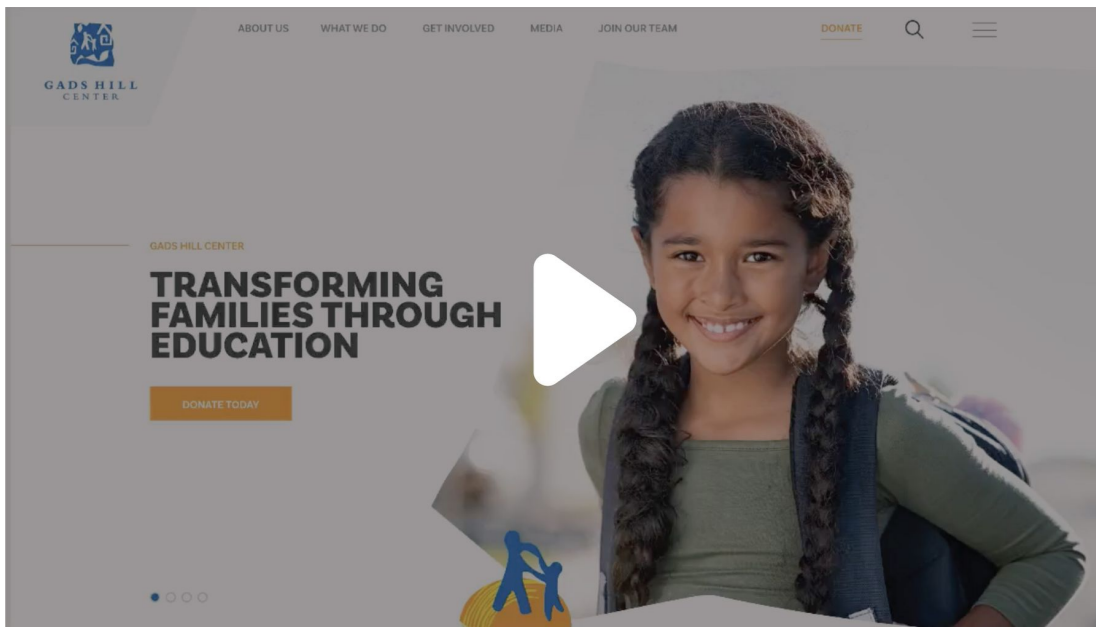 GADS HILL
CENTER
ABOUT US WHAT WE DO GET INVOLVED MEDIA JOIN OUR TEAM DONATE
GADS HILL CENTER
TRANSFORMING
FAMILIES THROUGH
EDUCATION
DONATE TODAY